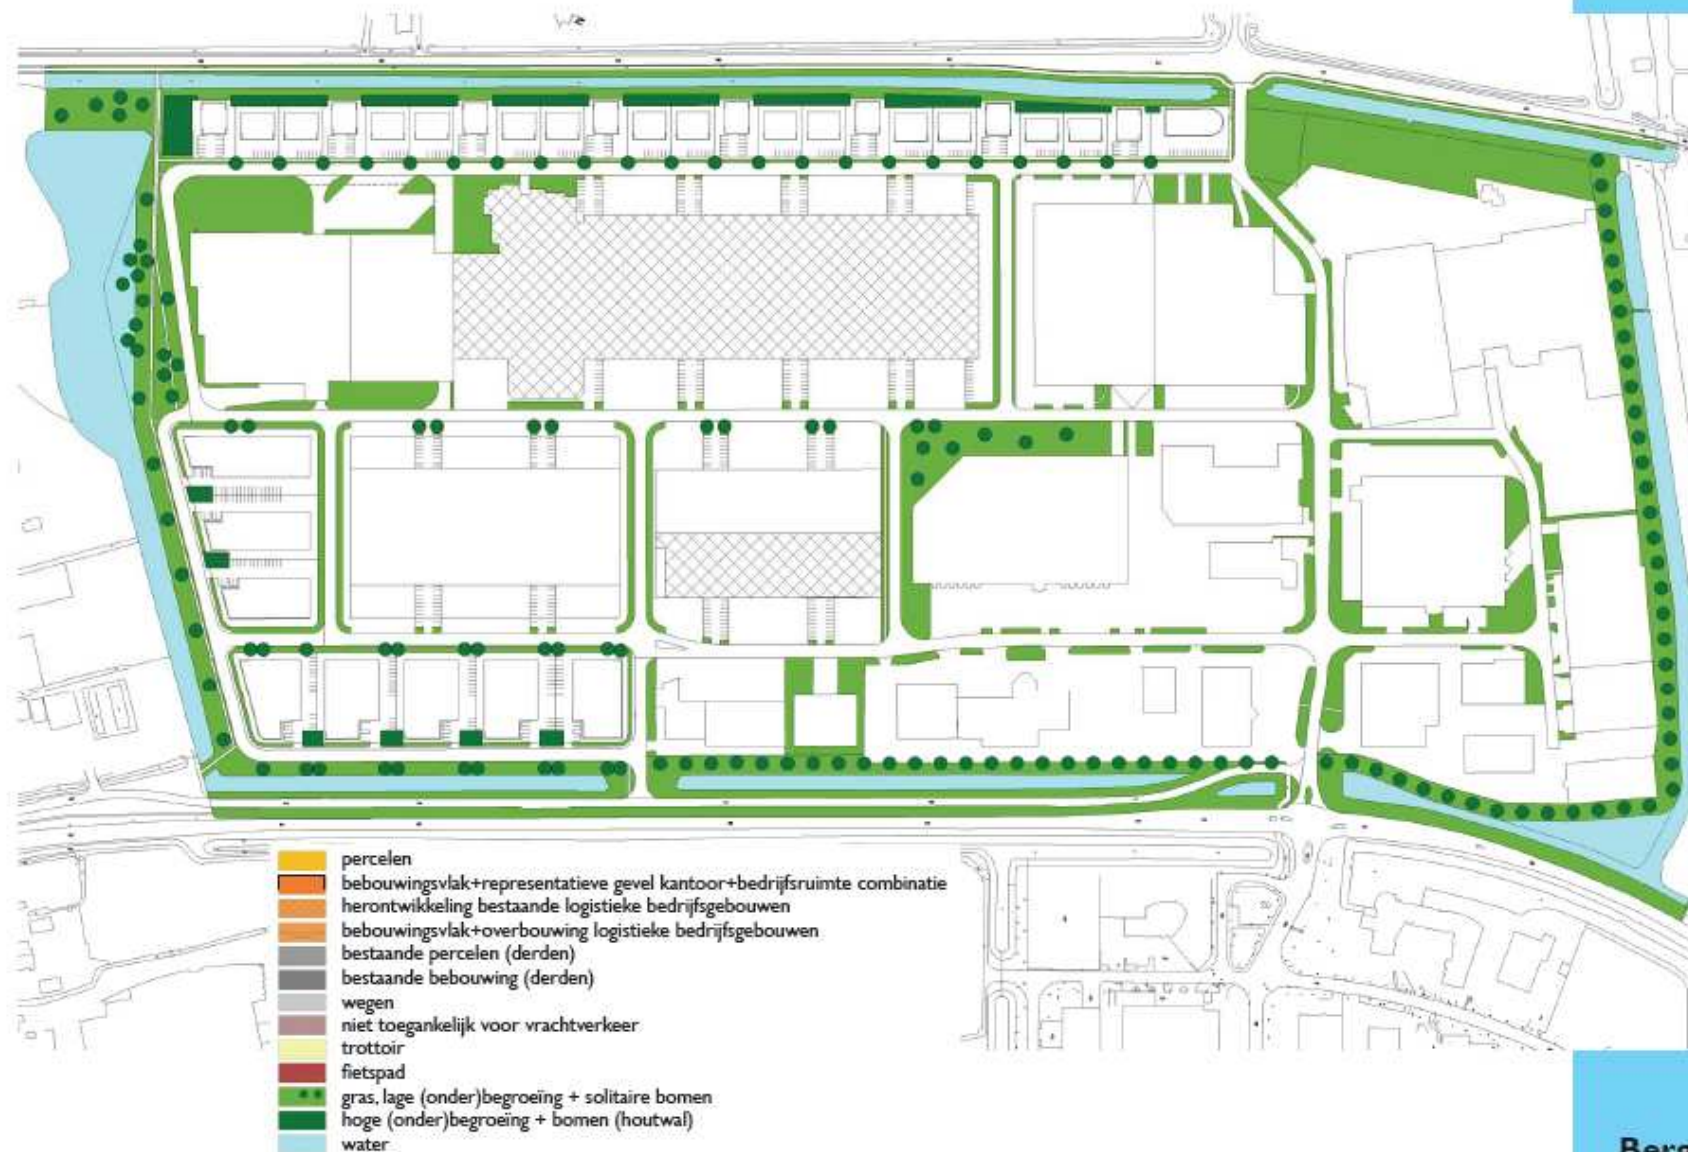 percelen
bebouwingsvlak+representatieve gevel kantoor+bedrijfsruimte combinatie
herontwikkeling bestaande logistieke bedrijfsgebouwen
bebouwingsvlak+overbouwing logistieke bedrijfsgebouwen
bestaande percelen (derden)
bestaande bebouwing (derden)
wegen
niet toegankelijk voor vrachtverkeer
trottoir
fietspad
gras, lage (onder)begroeïng + solitaire bomen
hoge (onder)begroeïng + bomen (houtwal)
water